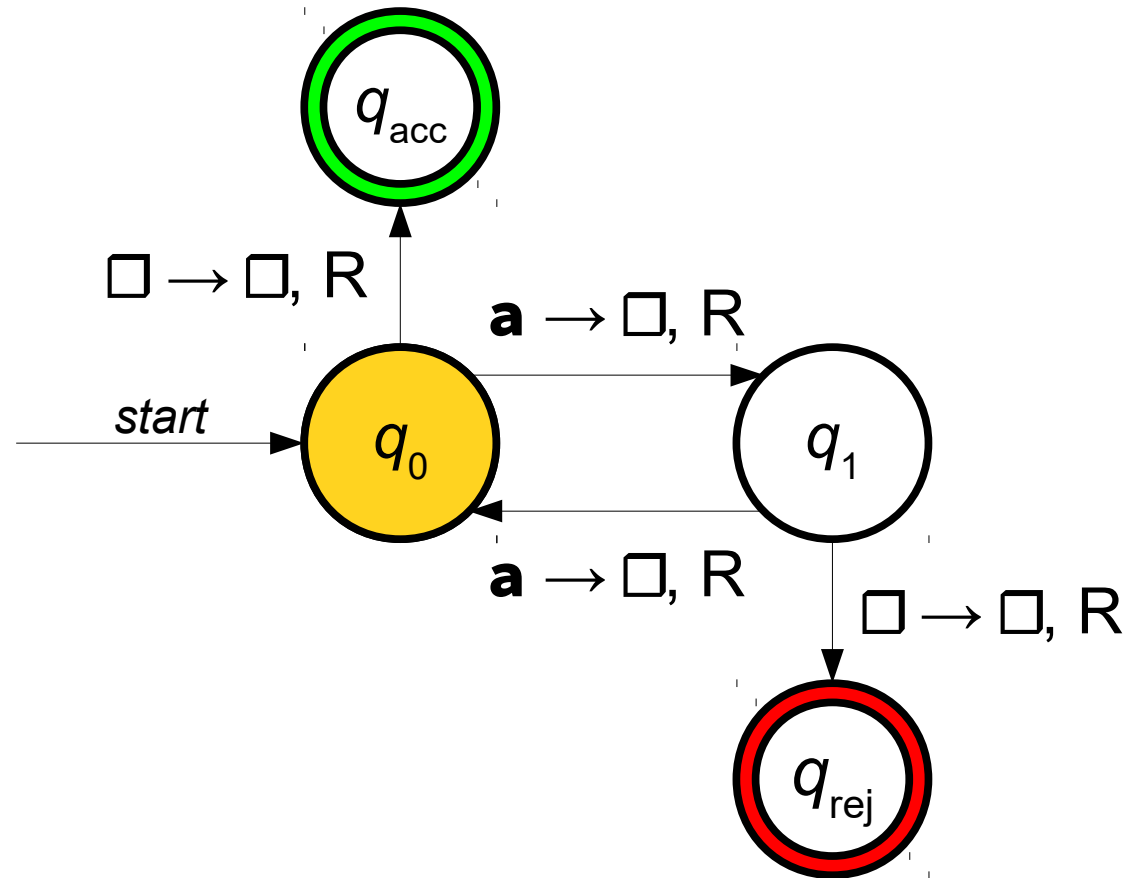 q_acc
☐ → ☐, R
a → ☐, R
start
q_0
q_1
a → ☐, R
☐ → ☐, R
q_rej